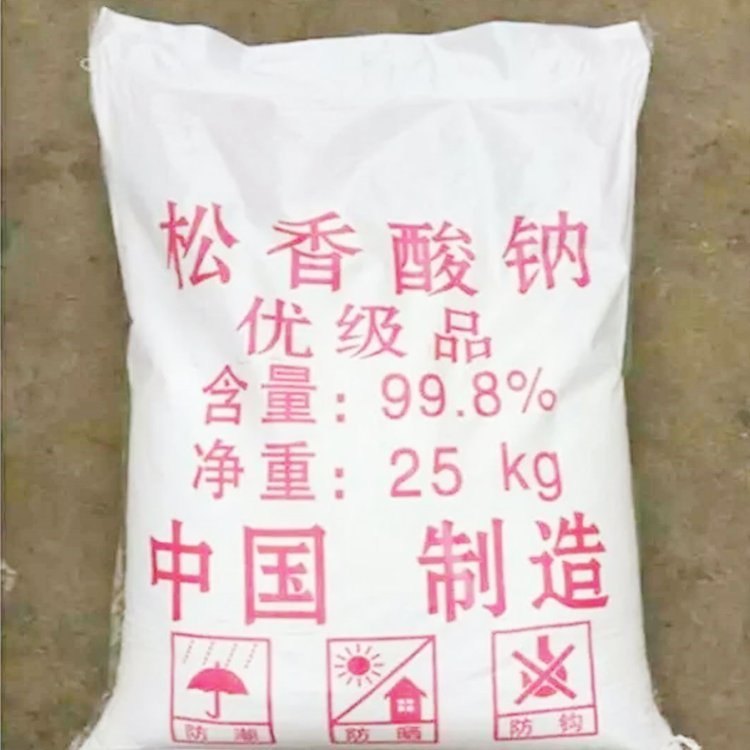 松香酸钠
优级品
含量: 99.8%
净重: 25 kg
中国 制造
防潮 防晒 防钩